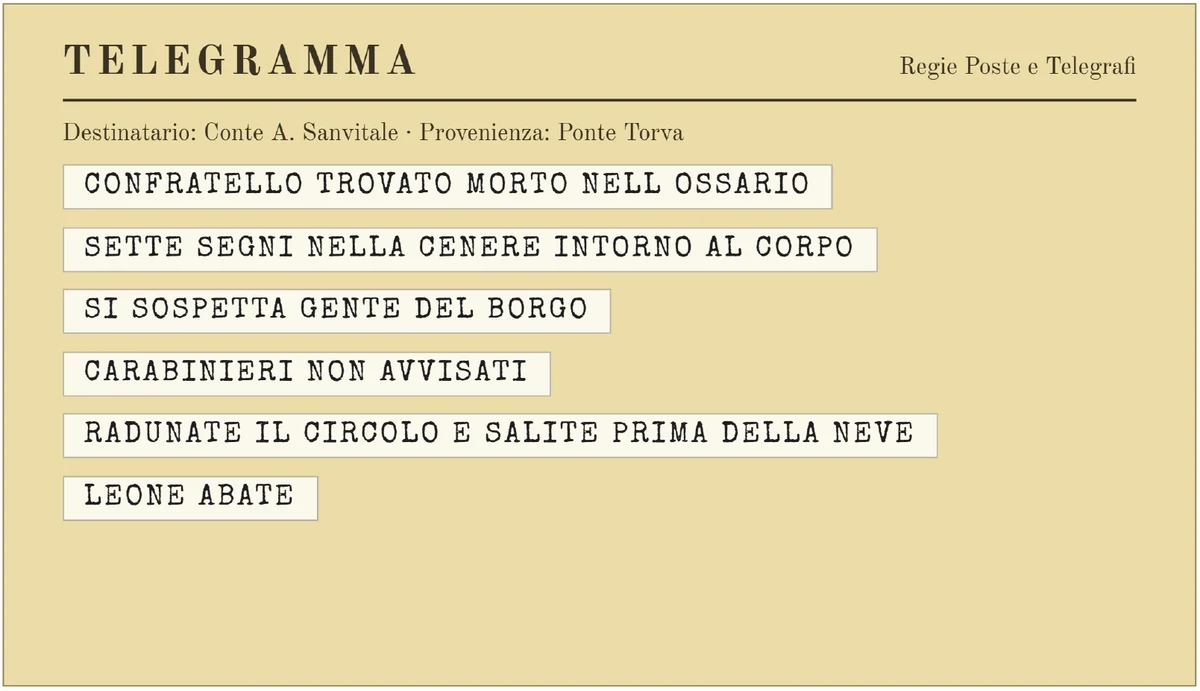 TELEGRAMMA
Regie Poste e Telegrafi
Destinatario: Conte A. Sanvitale · Provenienza: Ponte Torva
CONFRATELLO TROVATO MORTO NELL OSSARIO
SETTE SEGNI NELLA CENERE INTORNO AL CORPO
SI SOSPETTA GENTE DEL BORGO
CARABINIERI NON AVVISATI
RADUNATE IL CIRCOLO E SALITE PRIMA DELLA NEVE
LEONE ABATE